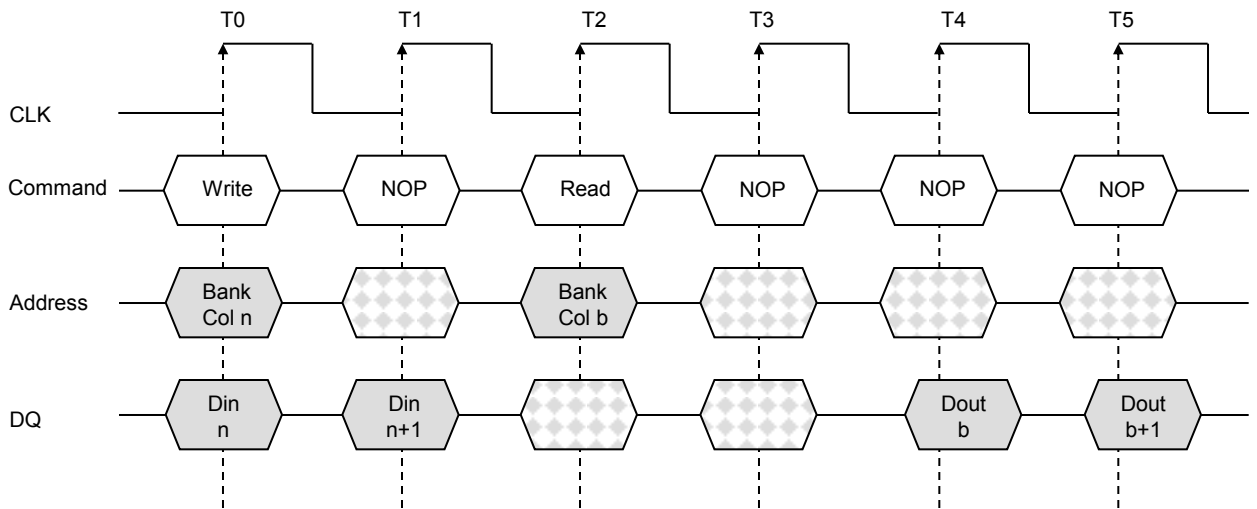 T0 T1 T2 T3 T4 T5
CLK
Command Write NOP Read NOP NOP NOP
Address Bank Col n Bank Col b
DQ Din n Din n+1 Dout b Dout b+1